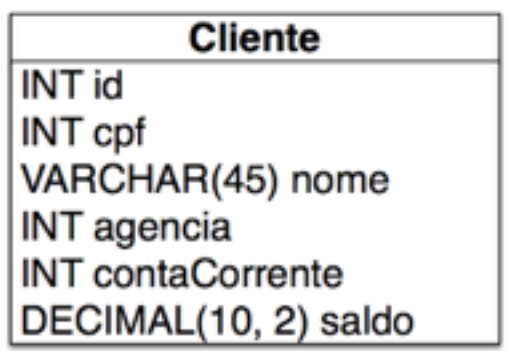 Cliente
INT id
INT cpf
VARCHAR(45) nome
INT agencia
INT contaCorrente
DECIMAL(10, 2) saldo